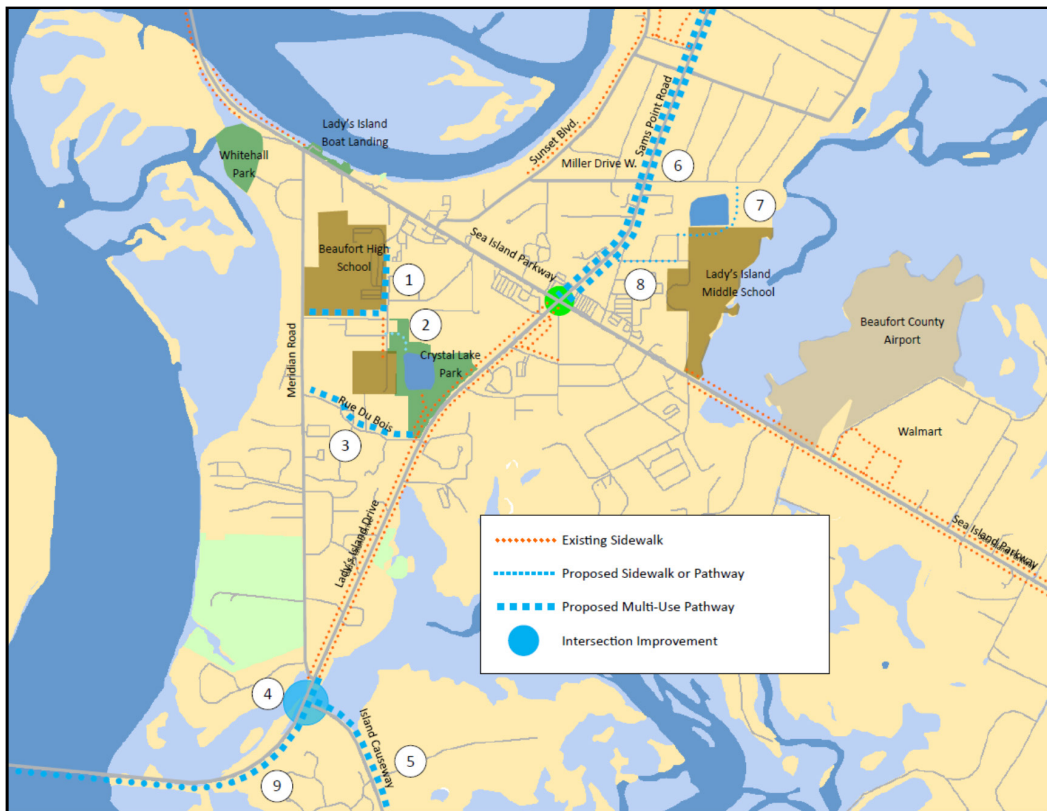 Lady's Island
Boat Landing
Whitehall
Park
Sunset Blvd.
Sams Point Road
Miller Drive W.
6
7
Beaufort High
School
Sea Island Parkway
1
8
Lady's Island
Middle School
2
Beaufort County
Airport
Meridian Road
Crystal Lake
Park
Rue Du Bois
3
Walmart
Lady's Island Drive
Sea Island Parkway
Existing Sidewalk
Proposed Sidewalk or Pathway
Proposed Multi-Use Pathway
Intersection Improvement
4
Island Causeway
5
9